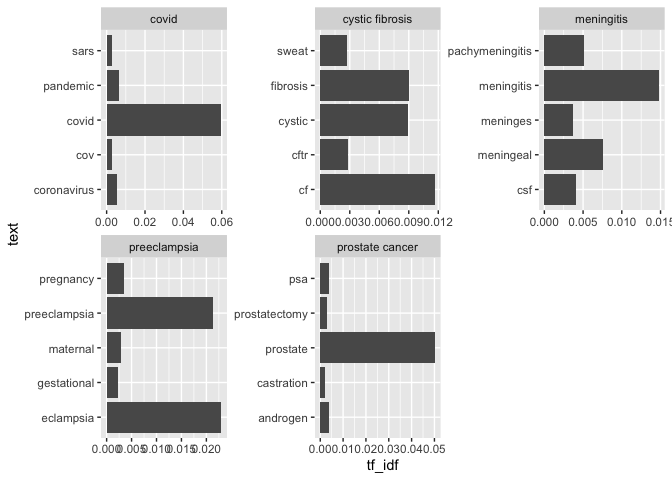 covid
cystic fibrosis
meningitis
sars
pandemic
covid
cov
coronavirus
0.00 0.02 0.04 0.06
sweat
fibrosis
cystic
cftr
cf
0.000 0.003 0.006 0.009 0.012
pachymeningitis
meningitis
meninges
meningeal
csf
0.000 0.005 0.010 0.015
text
preeclampsia
prostate cancer
pregnancy
preeclampsia
maternal
gestational
eclampsia
0.000 0.005 0.010 0.015 0.020
psa
prostatectomy
prostate
castration
androgen
0.00 0.01 0.02 0.03 0.04 0.05
tf_idf